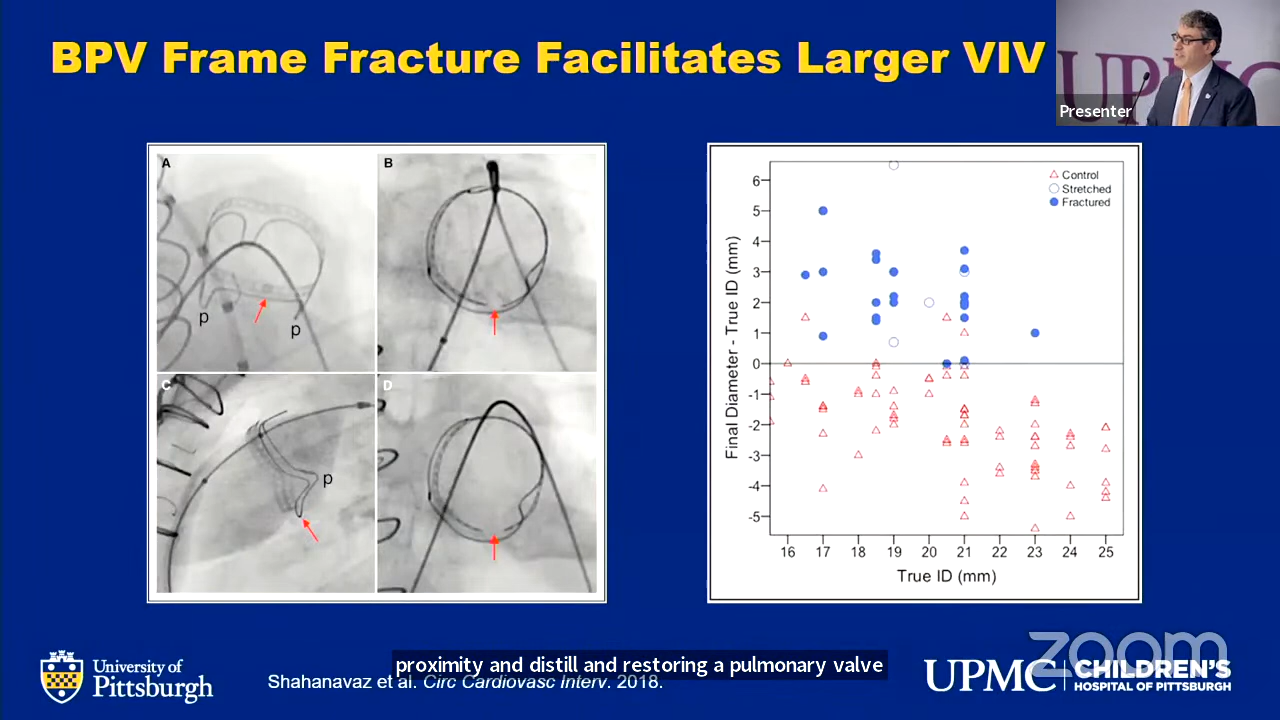 BPV Frame Fracture Facilitates Larger VIV
UPMC
Presenter
A
B
p
p
C
D
p
Control
Stretched
Fractured
Final Diameter - True ID (mm)
6
5
4
3
2
1
0
-1
-2
-3
-4
-5
16 17 18 19 20 21 22 23 24 25
True ID (mm)
University of
Pittsburgh
proximity and distill and restoring a pulmonary valve
Shahanavaz et al. Circ Cardiovasc Interv. 2018.
zoom
UPMC
CHILDREN'S
HOSPITAL OF PITTSBURGH